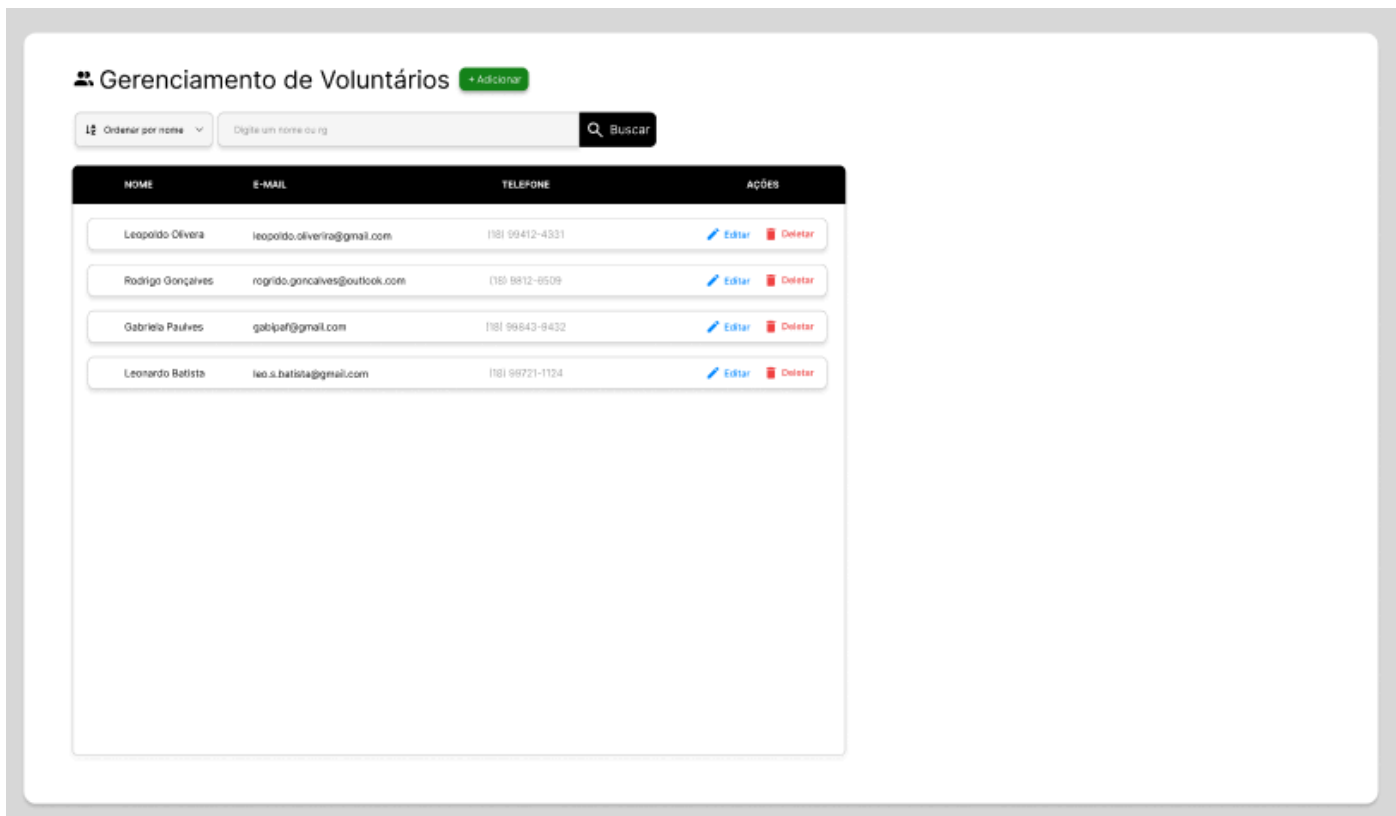 Gerenciamento de Voluntários + Adicionar
Ordenar por nome Digite um nome ou rg Buscar
NOME E-MAIL TELEFONE AÇÕES
Leopoldo Olivera leopoldo.oliverira@gmail.com (18) 99412-4331 Editar Deletar
Rodrigo Gonçalves rogrido.goncalves@outlook.com (18) 9812-6509 Editar Deletar
Gabriela Paulves gabipaf@gmail.com (18) 99843-9432 Editar Deletar
Leonardo Batista leo.s.batista@gmail.com (18) 99721-1124 Editar Deletar